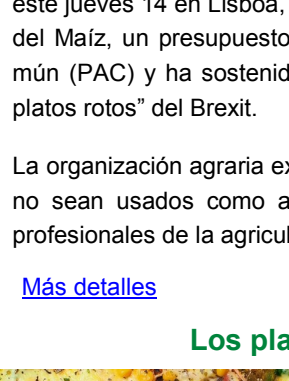 este jueves 14 en Lisboa,
del Maíz, un presupuesto
mún (PAC) y ha sostenid
platos rotos” del Brexit.
La organización agraria ex
no sean usados como a
profesionales de la agricul
Más detalles
Los pla